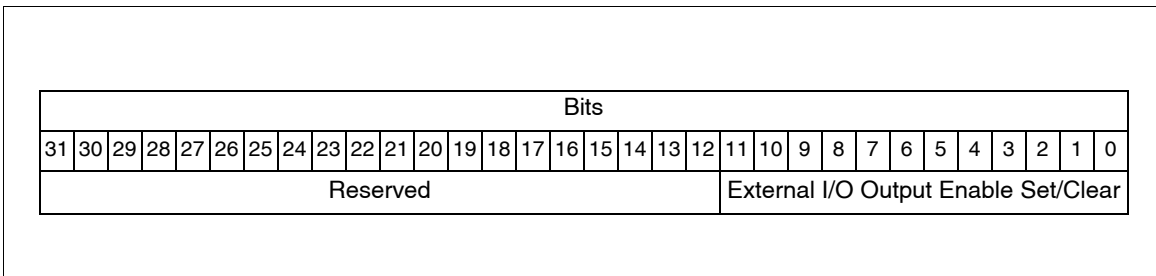 Bits
31 30 29 28 27 26 25 24 23 22 21 20 19 18 17 16 15 14 13 12 11 10 9 8 7 6 5 4 3 2 1 0
Reserved External I/O Output Enable Set/Clear